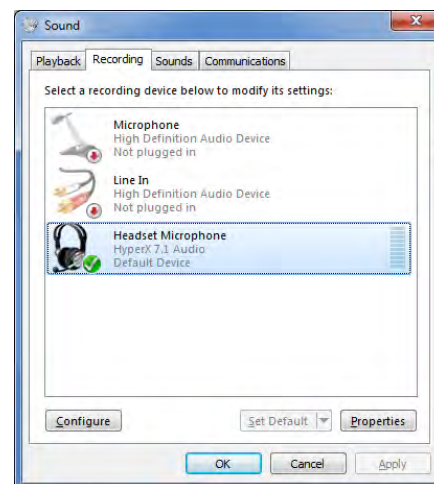 Sound
Playback Recording Sounds Communications
Select a recording device below to modify its settings:
Microphone
High Definition Audio Device
Not plugged in
Line In
High Definition Audio Device
Not plugged in
Headset Microphone
HyperX 7.1 Audio
Default Device
Configure Set Default Properties
OK Cancel Apply